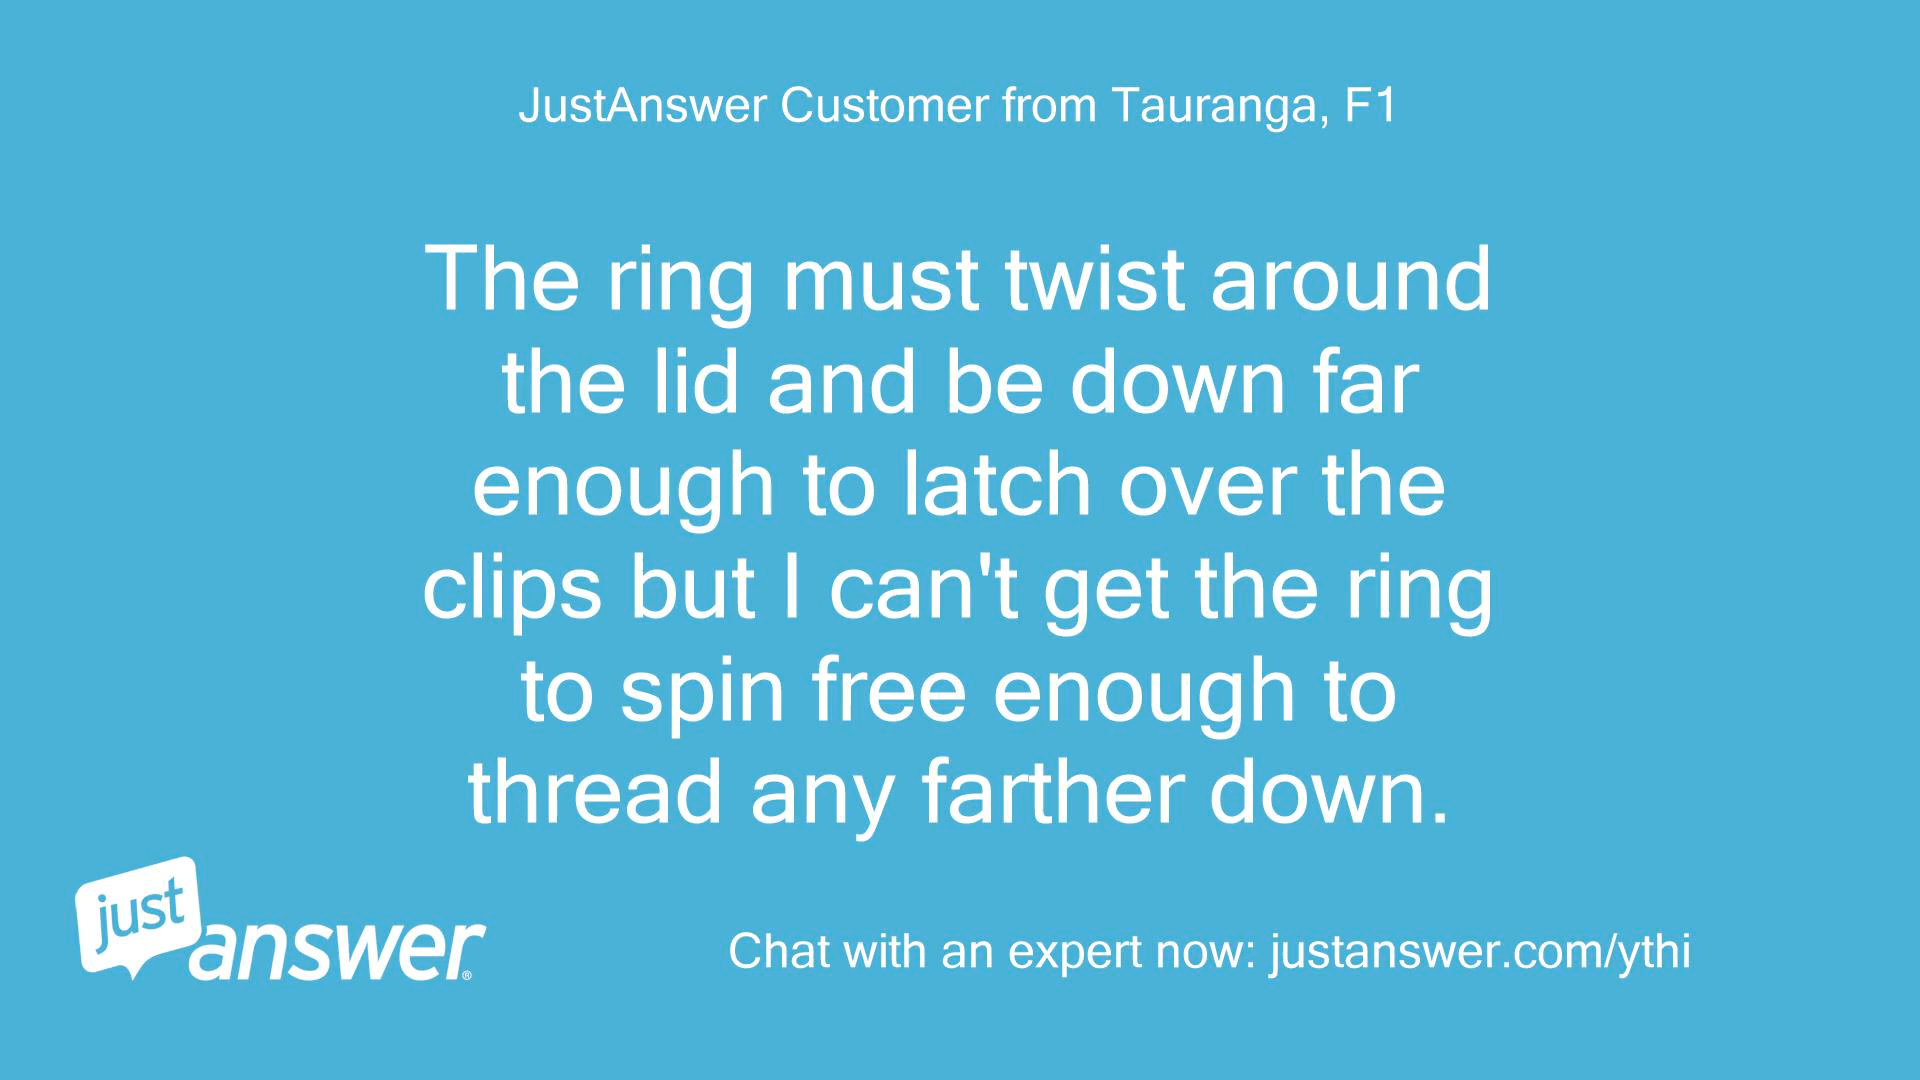 JustAnswer Customer from Tauranga, F1
The ring must twist around
the lid and be down far
enough to latch over the
clips but I can't get the ring
to spin free enough to
thread any farther down.
just
answer®
Chat with an expert now: justanswer.com/ythi